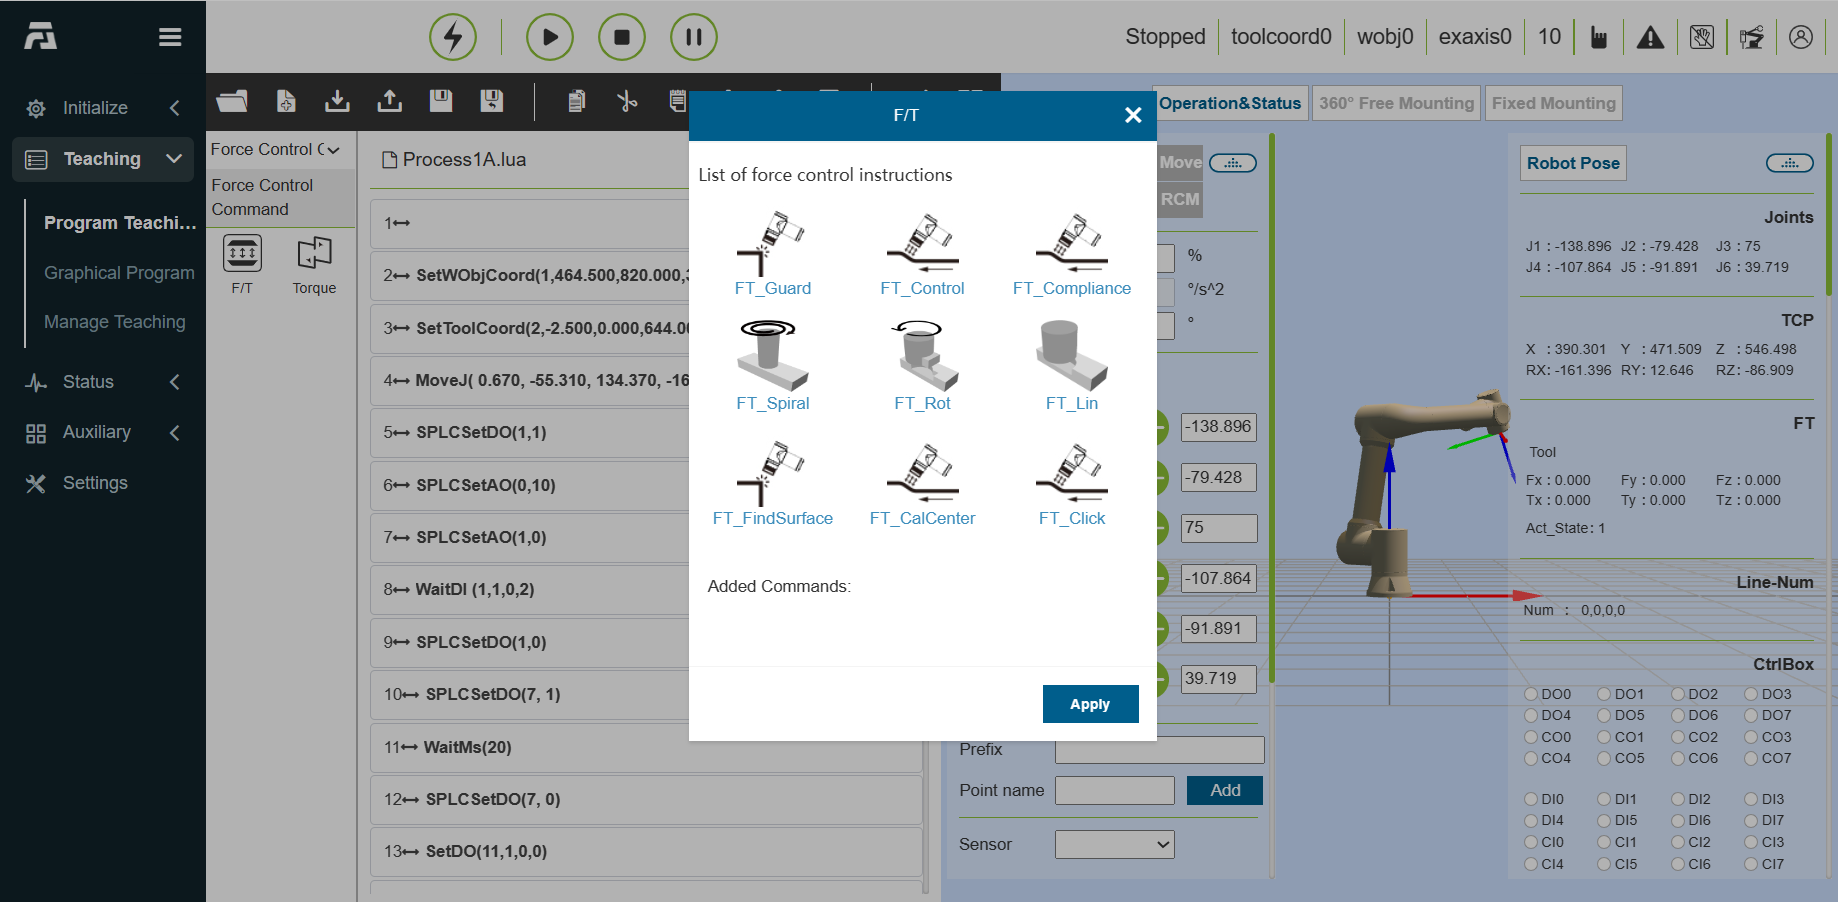 Stopped
toolcoord0
wobj0
exaxis0
10
Initialize
Teaching
Program Teachi...
Graphical Program
Manage Teaching
Status
Auxiliary
Settings
Force Control
Force Control
Command
F/T
Torque
Process1A.lua
1
2 SetWObjCoord(1,464.500,820.000,
3 SetToolCoord(2,-2.500,0.000,644.00
4 MoveJ( 0.670, -55.310, 134.370, -16
5 SPLCSetDO(1,1)
6 SPLCSetAO(0,10)
7 SPLCSetAO(1,0)
8 WaitDI (1,1,0,2)
9 SPLCSetDO(1,0)
10 SPLCSetDO(7, 1)
11 WaitMs(20)
12 SPLCSetDO(7, 0)
13 SetDO(11,1,0,0)
F/T
List of force control instructions
FT_Guard
FT_Control
FT_Compliance
FT_Spiral
FT_Rot
FT_Lin
FT_FindSurface
FT_CalCenter
FT_Click
Added Commands:
Apply
Operation&Status
360° Free Mounting
Fixed Mounting
Move
RCM
%
°/s^2
°
-138.896
-79.428
75
-107.864
-91.891
39.719
Prefix
Point name
Add
Sensor
Robot Pose
Joints
J1 : -138.896 J2 : -79.428 J3 : 75
J4 : -107.864 J5 : -91.891 J6 : 39.719
TCP
X : 390.301 Y : 471.509 Z : 546.498
RX: -161.396 RY: 12.646 RZ: -86.909
FT
Tool
Fx : 0.000 Fy : 0.000 Fz : 0.000
Tx : 0.000 Ty : 0.000 Tz : 0.000
Act_State: 1
Line-Num
Num : 0,0,0,0
CtrlBox
DO0 DO1 DO2 DO3
DO4 DO5 DO6 DO7
CO0 CO1 CO2 CO3
CO4 CO5 CO6 CO7
DI0 DI1 DI2 DI3
DI4 DI5 DI6 DI7
CI0 CI1 CI2 CI3
CI4 CI5 CI6 CI7